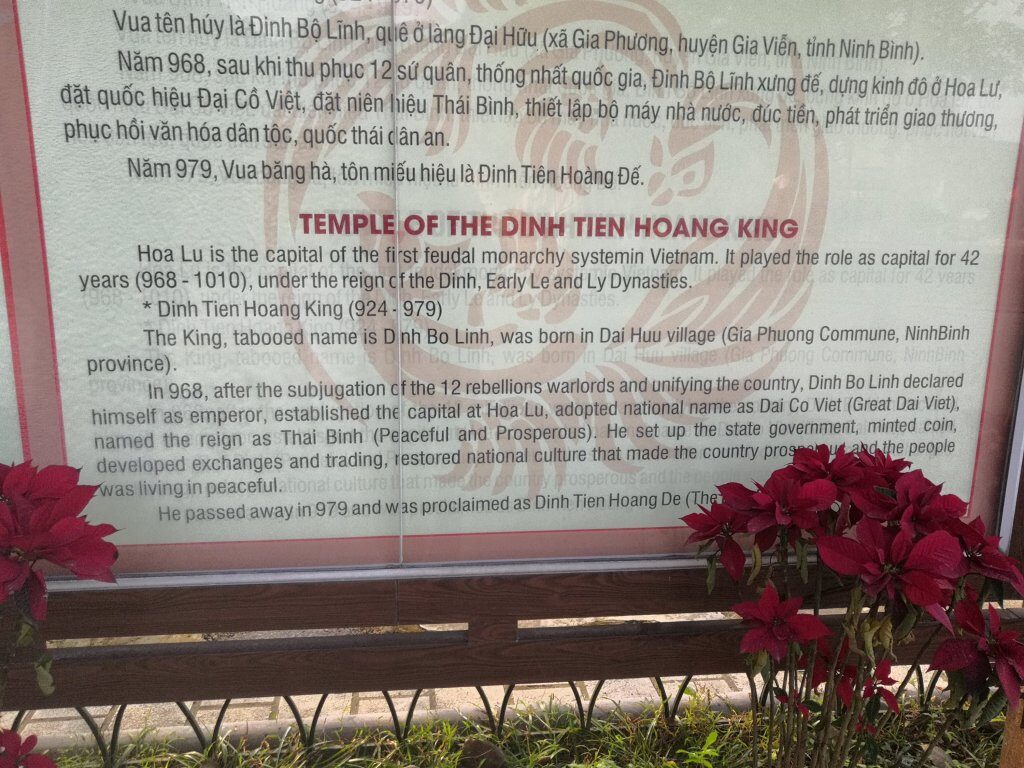 Vua tên húy là Đinh Bộ Lĩnh, quê ở làng Đại Hữu (xã Gia Phương, huyện Gia Viễn, tỉnh Ninh Bình).
Năm 968, sau khi thu phục 12 sứ quân, thống nhất quốc gia, Đinh Bộ Lĩnh xưng đế, dựng kinh đô ở Hoa Lư,
đặt quốc hiệu Đại Cồ Việt, đặt niên hiệu Thái Bình, thiết lập bộ máy nhà nước, đúc tiền, phát triển giao thương,
phục hồi văn hóa dân tộc, quốc thái dân an.
Năm 979, Vua băng hà, tôn miếu hiệu là Đinh Tiên Hoàng Đế.
TEMPLE OF THE DINH TIEN HOANG KING
Hoa Lu is the capital of the first feudal monarchy systemin Vietnam. It played the role as capital for 42
years (968 - 1010), under the reign of the Dinh, Early Le and Ly Dynasties.
* Dinh Tien Hoang King (924 - 979)
The King, tabooed name is Dinh Bo Linh, was born in Dai Huu village (Gia Phuong Commune, NinhBinh
province).
In 968, after the subjugation of the 12 rebellions warlords and unifying the country, Dinh Bo Linh declared
himself as emperor, established the capital at Hoa Lu, adopted national name as Dai Co Viet (Great Dai Viet),
named the reign as Thai Binh (Peaceful and Prosperous). He set up the state government, minted coin,
developed exchanges and trading, restored national culture that made the country prosperous and the people
was living in peaceful.
He passed away in 979 and was proclaimed as Dinh Tien Hoang De (The